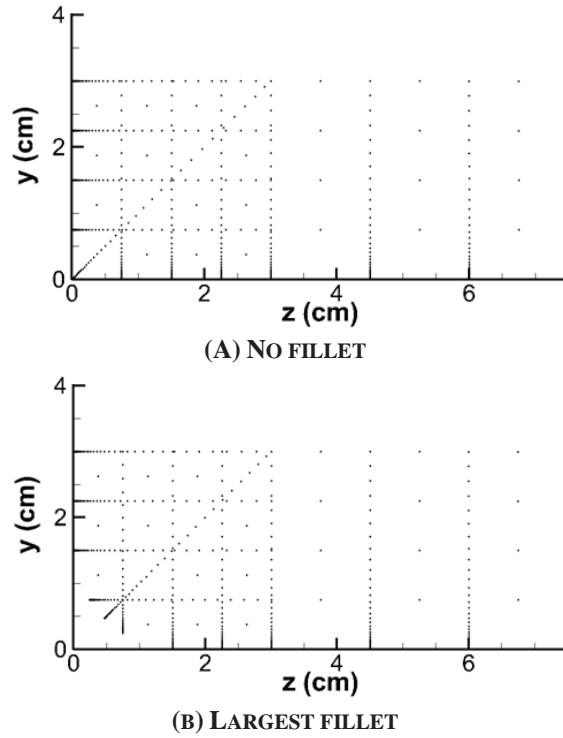 4
y (cm)
2
0
0 2 4 6
z (cm)
(A) NO FILLET
4
y (cm)
2
0
0 2 4 6
z (cm)
(B) LARGEST FILLET